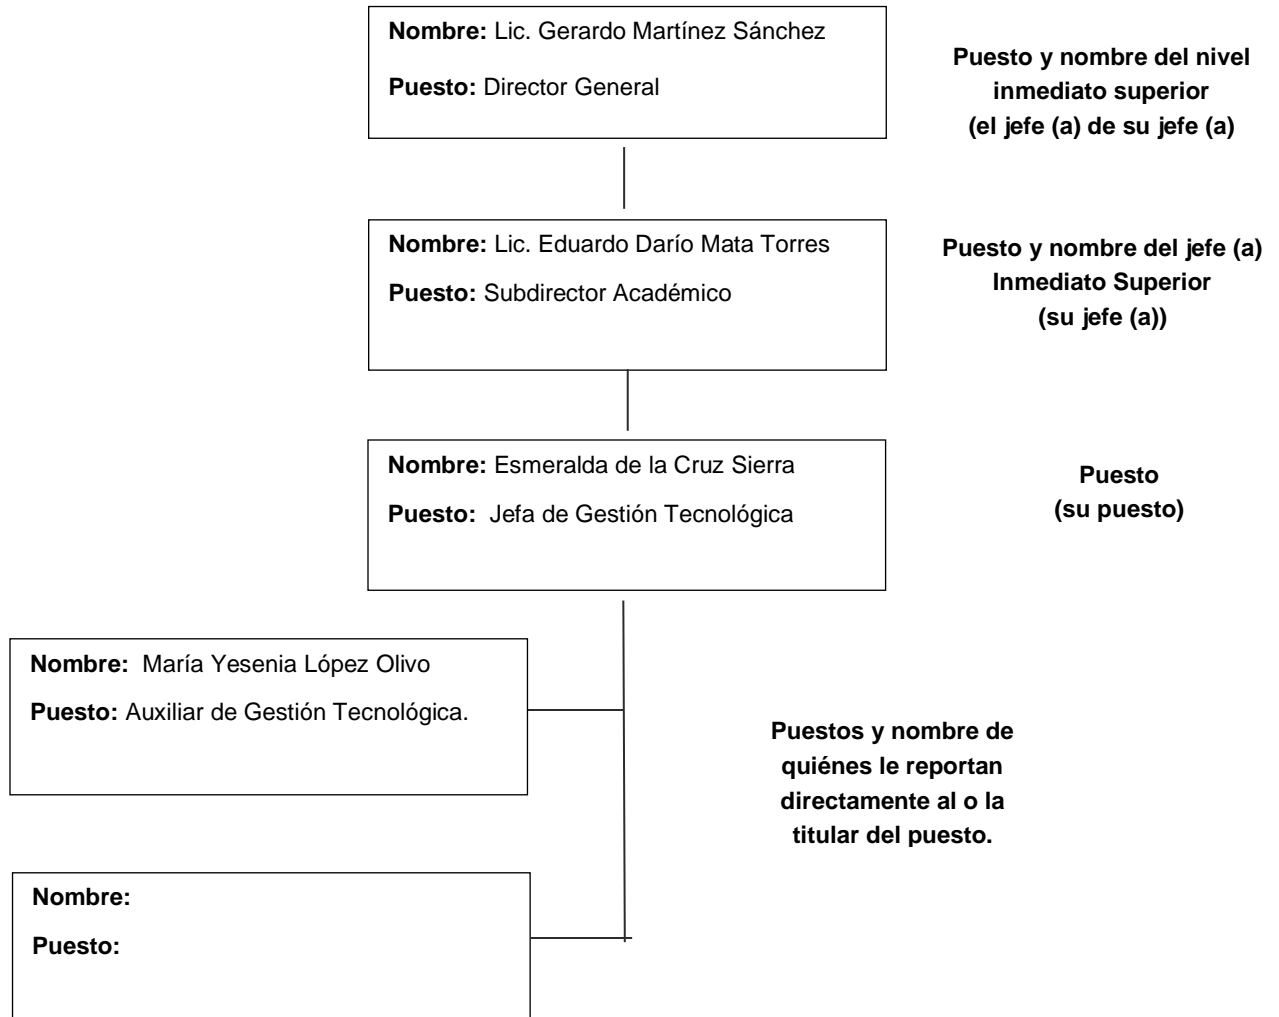 Nombre: Lic. Gerardo Martínez Sánchez
Puesto: Director General
Puesto y nombre del nivel
inmediato superior
(el jefe (a) de su jefe (a)
Nombre: Lic. Eduardo Darío Mata Torres
Puesto: Subdirector Académico
Puesto y nombre del jefe (a)
Inmediato Superior
(su jefe (a))
Nombre: Esmeralda de la Cruz Sierra
Puesto: Jefa de Gestión Tecnológica
Puesto
(su puesto)
Nombre: María Yesenia López Olivo
Puesto: Auxiliar de Gestión Tecnológica.
Puestos y nombre de
quiénes le reportan
directamente al o la
titular del puesto.
Nombre:
Puesto: